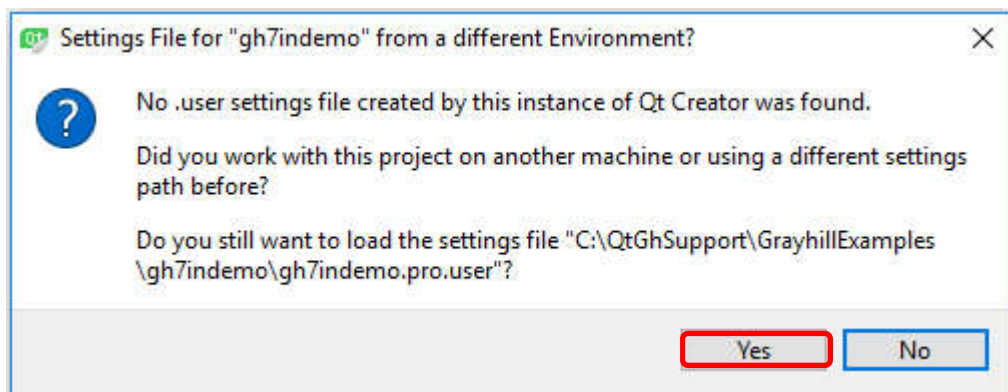 Settings File for "gh7indemo" from a different Environment?
No .user settings file created by this instance of Qt Creator was found.
Did you work with this project on another machine or using a different settings
path before?
Do you still want to load the settings file "C:\QtGhSupport\GrayhillExamples
\gh7indemo\gh7indemo.pro.user"?
Yes No